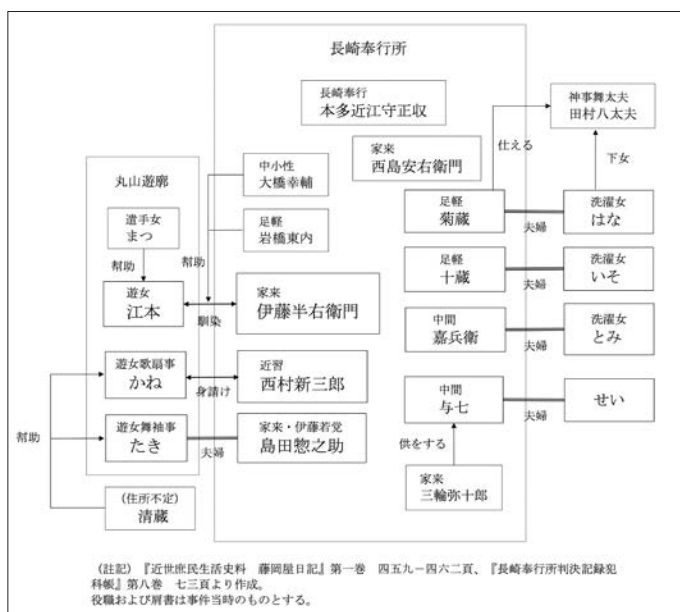 長崎奉行所
長崎奉行
本多近江守正収
神事舞太夫
田村八太夫
仕える
家来
西島安右衛門
下女
中小性
大橋幸輔
丸山遊廓
足軽
菊蔵
夫婦
洗濯女
はな
遣手女
まつ
足軽
岩橋東内
幇助
幇助
足軽
十蔵
夫婦
洗濯女
いそ
遊女
江本
馴染
家来
伊藤半右衛門
中間
嘉兵衛
夫婦
洗濯女
とみ
遊女歌扇事
かね
身請け
近習
西村新三郎
中間
与七
夫婦
せい
幇助
遊女舞袖事
たき
夫婦
家来・伊藤若党
島田惣之助
供をする
家来
三輪弥十郎
(住所不定)
清蔵
(註記)『近世庶民生活史料　藤岡屋日記』第一巻　四五九－四六二頁、『長崎奉行所判決記録犯
科帳』第八巻　七三頁より作成。
役職および肩書は事件当時のものとする。